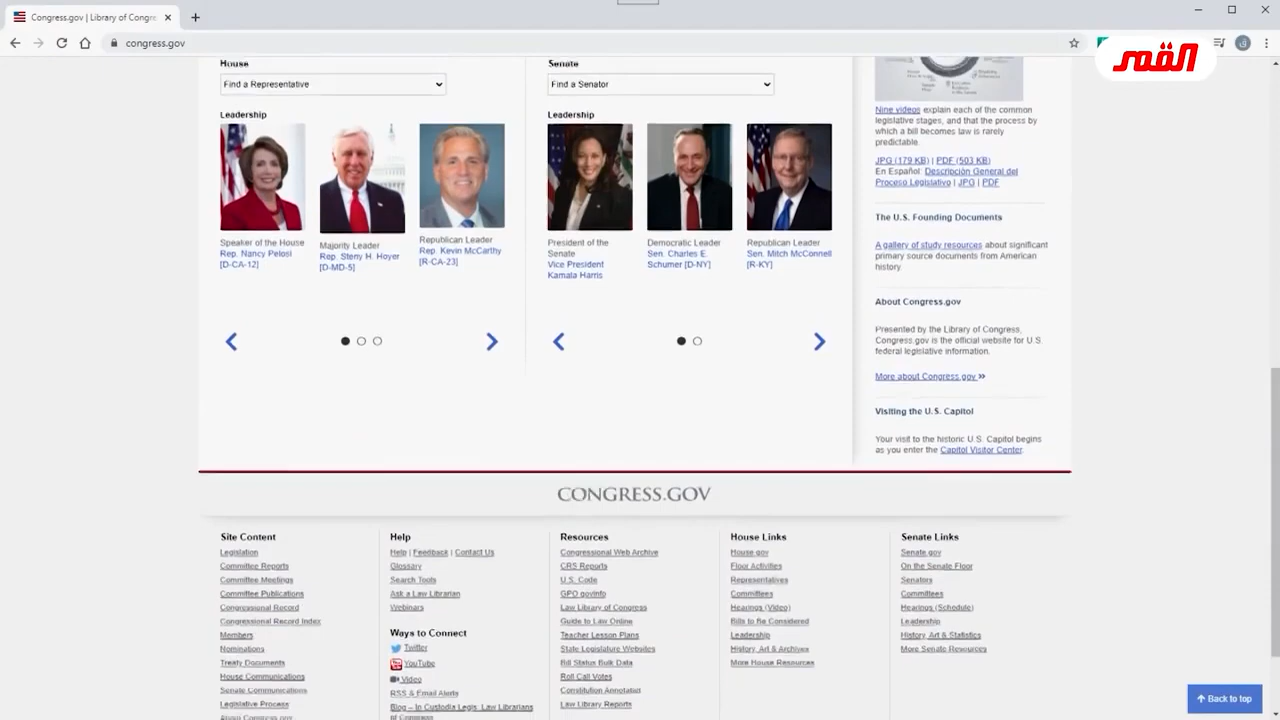 Congress.gov | Library of Congre
congress.gov
القمر
House
Find a Representative
Leadership
Speaker of the House
Rep. Nancy Pelosi
[D-CA-12]
Majority Leader
Rep. Steny H. Hoyer
[D-MD-5]
Republican Leader
Rep. Kevin McCarthy
[R-CA-23]
Senate
Find a Senator
Leadership
President of the
Senate
Vice President
Kamala Harris
Democratic Leader
Sen. Charles E.
Schumer [D-NY]
Republican Leader
Sen. Mitch McConnell
[R-KY]
Nine videos explain each of the common
legislative stages, and that the process by
which a bill becomes law is rarely
predictable.
JPG (179 KB) | PDF (503 KB)
En Español: Descripción General del
Proceso Legislativo | JPG | PDF
The U.S. Founding Documents
A gallery of study resources about significant
primary source documents from American
history.
About Congress.gov
Presented by the Library of Congress,
Congress.gov is the official website for U.S.
federal legislative information.
More about Congress.gov »
Visiting the U.S. Capitol
Your visit to the historic U.S. Capitol begins
as you enter the Capitol Visitor Center.
CONGRESS.GOV
Site Content
Legislation
Committee Reports
Committee Meetings
Committee Publications
Congressional Record
Congressional Record Index
Members
Nominations
Treaty Documents
House Communications
Senate Communications
Legislative Process
About Congress.gov
Help
Help | Feedback | Contact Us
Glossary
Search Tools
Ask a Law Librarian
Webinars
Ways to Connect
Twitter
YouTube
Video
RSS & Email Alerts
Blog – In Custodia Legis: Law Librarians
of Congress
Resources
Congressional Web Archive
CRS Reports
U.S. Code
GPO govinfo
Law Library of Congress
Guide to Law Online
Teacher Lesson Plans
State Legislature Websites
Bill Status Bulk Data
Roll Call Votes
Constitution Annotated
Law Library Reports
House Links
House.gov
Floor Activities
Representatives
Committees
Hearings (Video)
Bills to Be Considered
Leadership
History, Art & Archives
More House Resources
Senate Links
Senate.gov
On the Senate Floor
Senators
Committees
Hearings (Schedule)
Leadership
History, Art & Statistics
More Senate Resources
Back to top